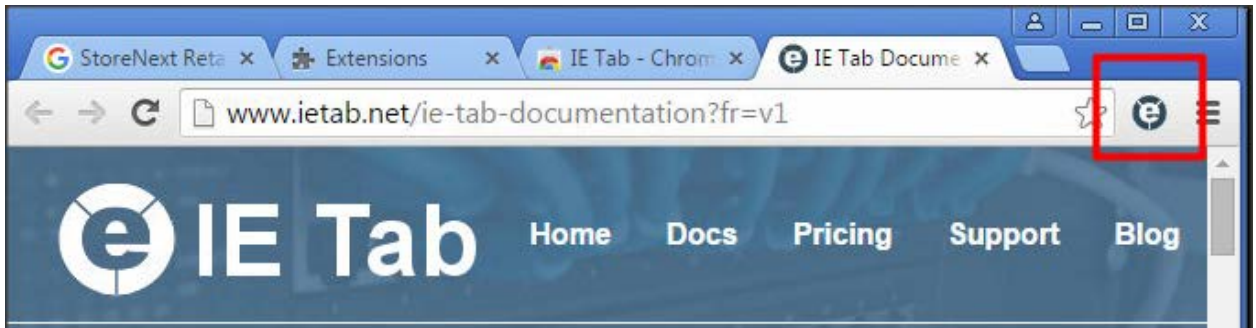 StoreNext Reta
Extensions
IE Tab - Chrom
IE Tab Docume
www.ietab.net/ie-tab-documentation?fr=v1
e IE Tab Home Docs Pricing Support Blog